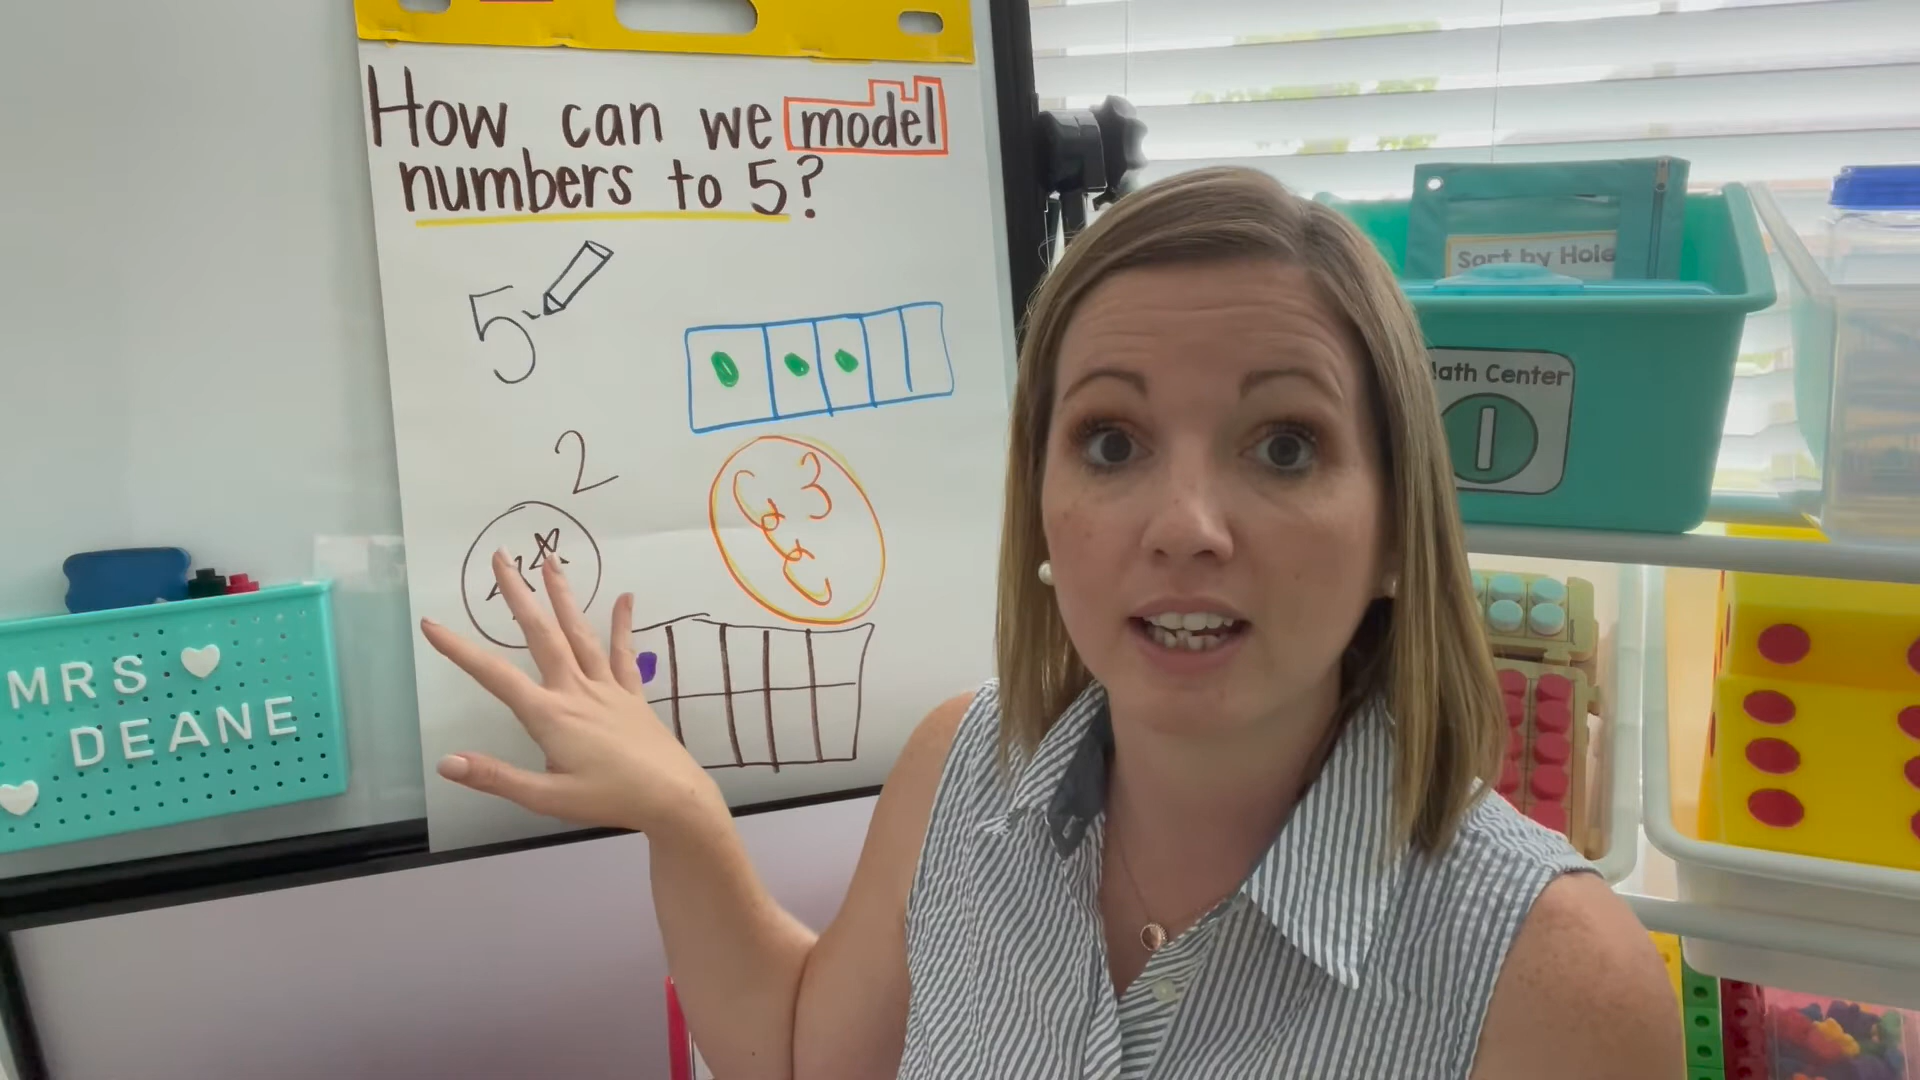 How can we model
numbers to 5?
5
2
3
MRS
DEANE
Sort by Hole
Math Center
1